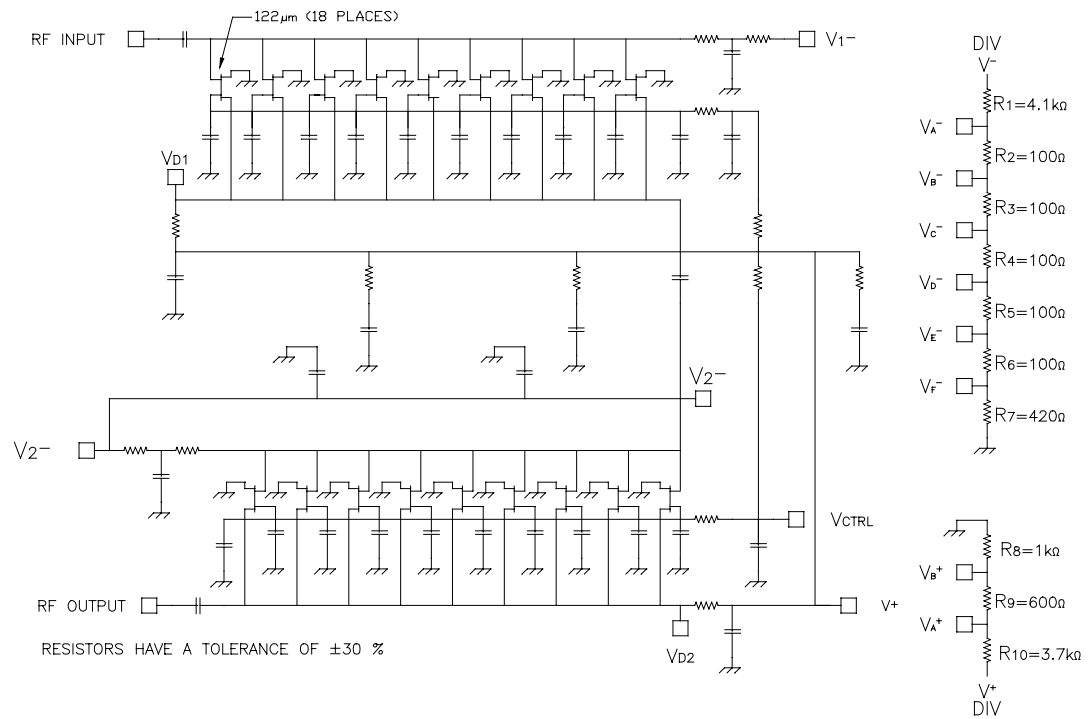 122µm (18 PLACES)
RF INPUT
V1-
VD1
V2-
V2-
VCTRL
RF OUTPUT
V+
VD2
RESISTORS HAVE A TOLERANCE OF ±30 %
DIV
V-
R1=4.1kΩ
VA-
R2=100Ω
VB-
R3=100Ω
VC-
R4=100Ω
VD-
R5=100Ω
VE-
R6=100Ω
VF-
R7=420Ω
R8=1kΩ
VB+
R9=600Ω
VA+
R10=3.7kΩ
V+
DIV